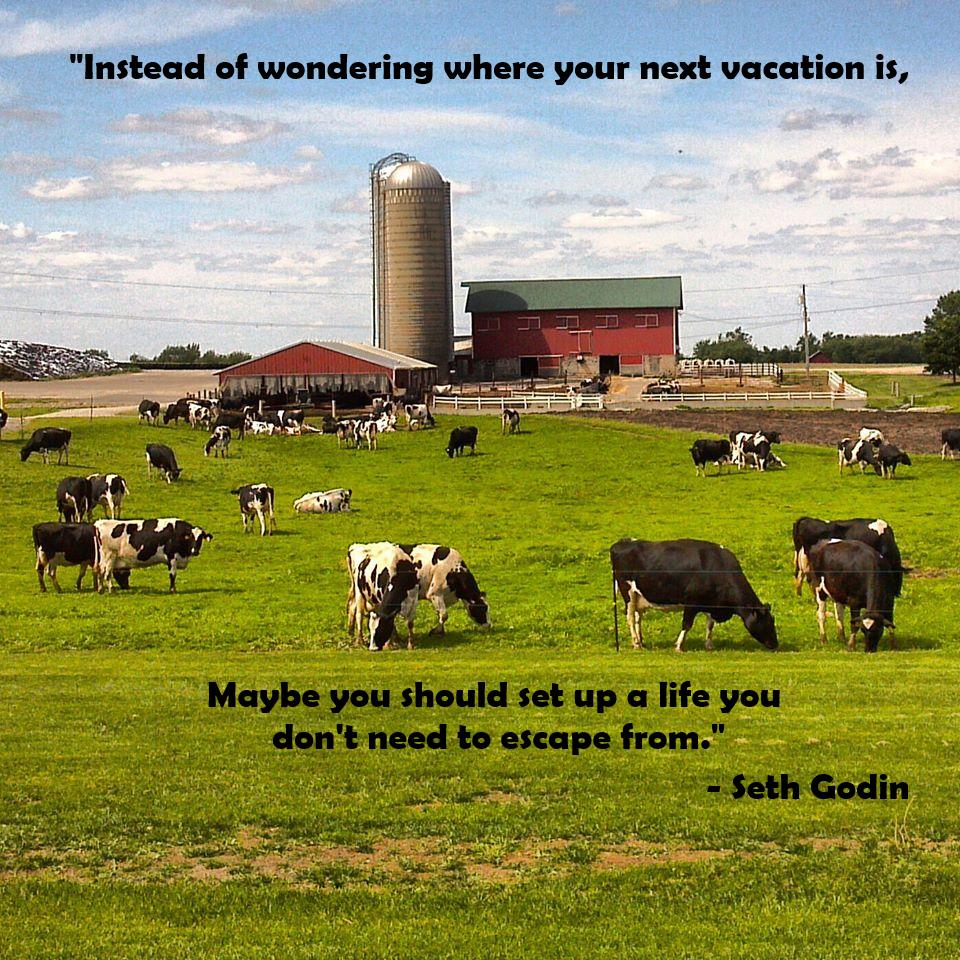 "Instead of wondering where your next vacation is,
Maybe you should set up a life you
don't need to escape from."
- Seth Godin